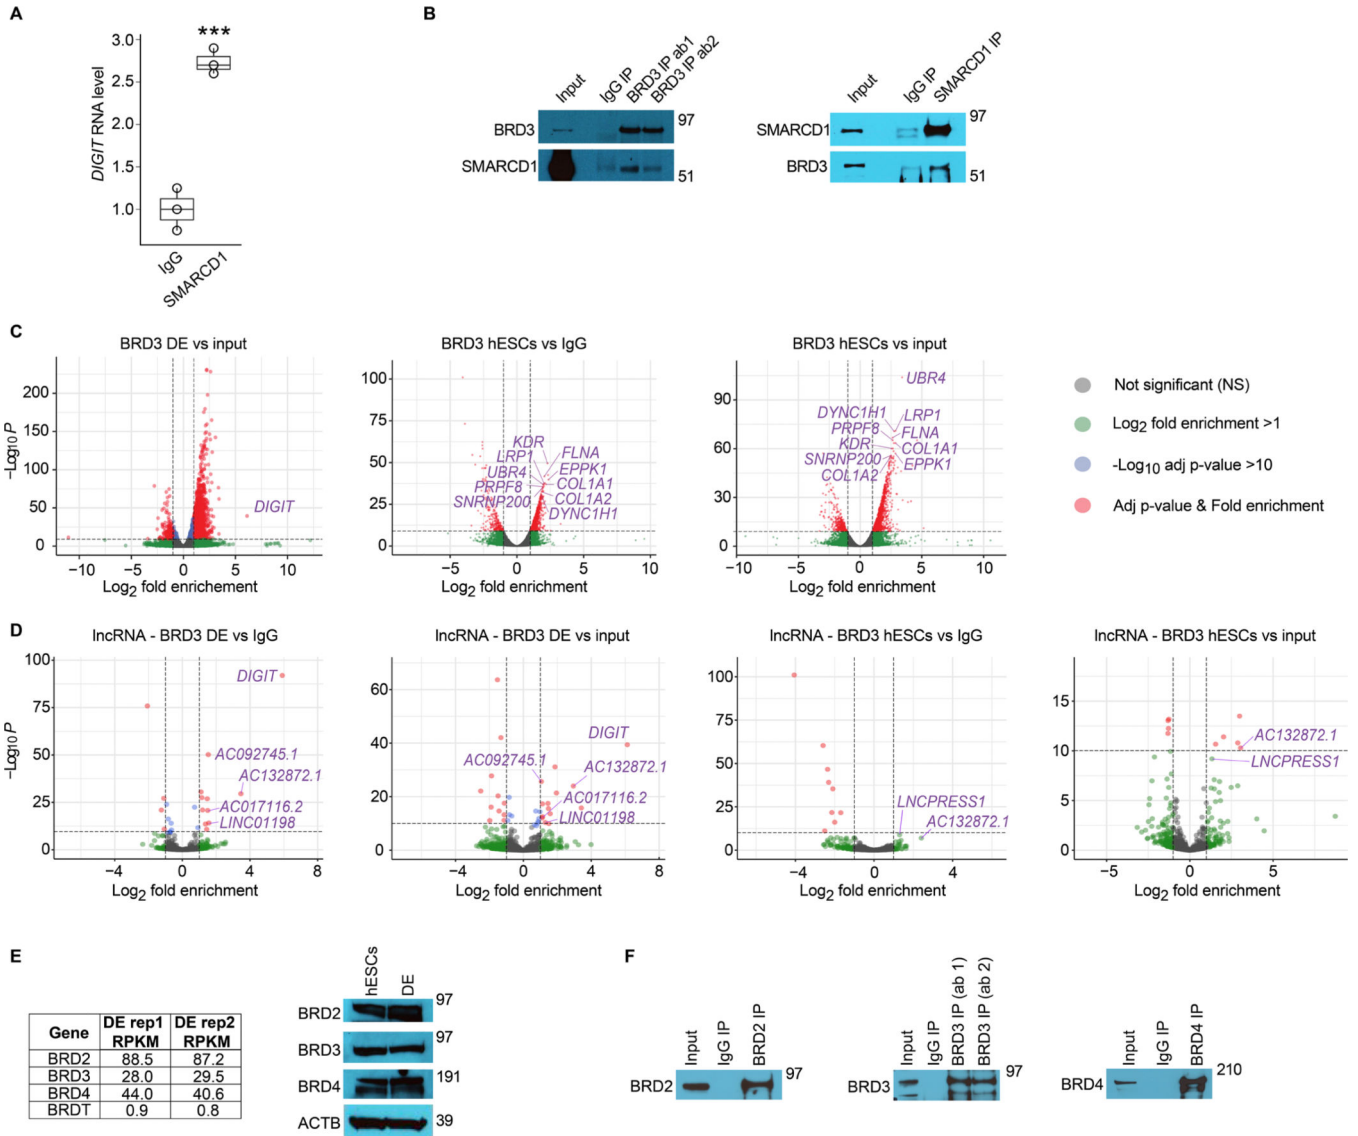 A
***
3.0
2.5
2.0
1.5
1.0
DIGIT RNA level
IgG
SMARCD1
B
Input
IgG IP
BRD3 IP ab1
BRD3 IP ab2
BRD3
97
SMARCD1
51
Input
IgG IP
SMARCD1 IP
SMARCD1
97
BRD3
51
C
BRD3 DE vs input
−Log10 P
200
150
100
50
0
DIGIT
−10 −5 0 5 10
Log2 fold enrichement
BRD3 hESCs vs IgG
100
75
50
25
0
KDR
FLNA
LRP1
EPPK1
UBR4
COL1A1
PRPF8
COL1A2
SNRNP200
DYNC1H1
−5 0 5 10
Log2 fold enrichment
BRD3 hESCs vs input
90
60
30
0
UBR4
DYNC1H1
LRP1
PRPF8
FLNA
KDR
COL1A1
SNRNP200
EPPK1
COL1A2
−10 −5 0 5 10
Log2 fold enrichment
Not significant (NS)
Log2 fold enrichment >1
-Log10 adj p-value >10
Adj p-value & Fold enrichment
D
lncRNA - BRD3 DE vs IgG
−Log10 P
100
75
50
25
0
DIGIT
AC092745.1
AC132872.1
AC017116.2
LINC01198
−4 0 4 8
Log2 fold enrichment
lncRNA - BRD3 DE vs input
60
40
20
0
DIGIT
AC092745.1
AC132872.1
AC017116.2
LINC01198
−4 0 4 8
Log2 fold enrichment
lncRNA - BRD3 hESCs vs IgG
100
75
50
25
0
LNCPRESS1
AC132872.1
−4 0 4
Log2 fold enrichment
lncRNA - BRD3 hESCs vs input
15
10
5
0
AC132872.1
LNCPRESS1
−5 0 5
Log2 fold enrichment
E
Gene DE rep1 RPKM DE rep2 RPKM
BRD2 88.5 87.2
BRD3 28.0 29.5
BRD4 44.0 40.6
BRDT 0.9 0.8
hESCs
DE
BRD2
97
BRD3
97
BRD4
191
ACTB
39
F
Input
IgG IP
BRD2 IP
BRD2
97
Input
IgG IP
BRD3 IP (ab 1)
BRD3 IP (ab 2)
BRD3
97
Input
IgG IP
BRD4 IP
BRD4
210